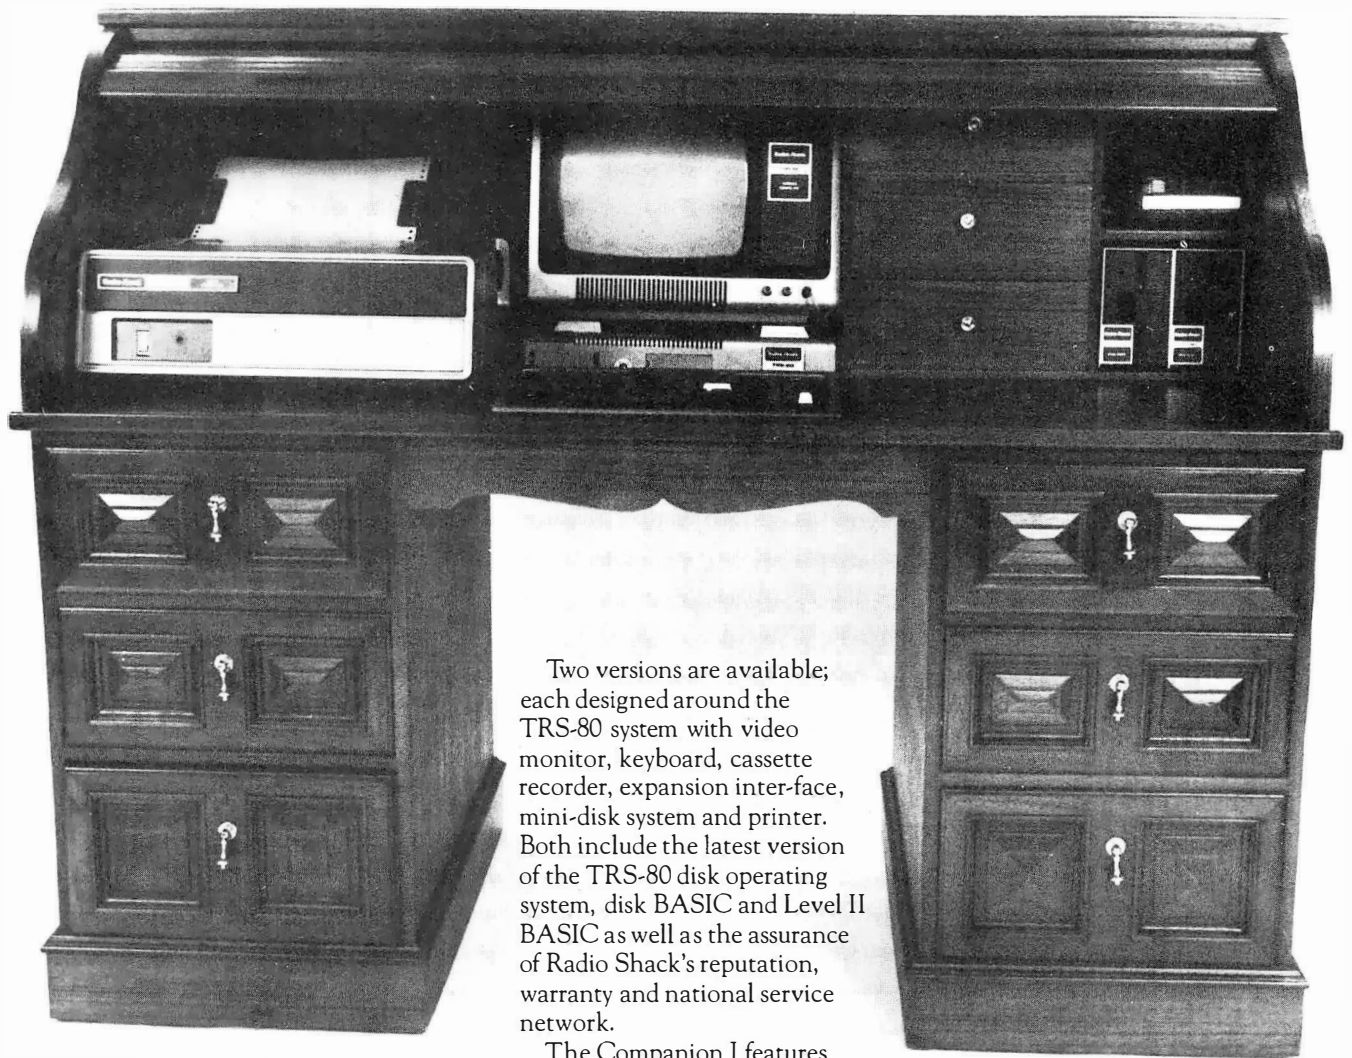 Two versions are available;
each designed around the
TRS-80 system with video
monitor, keyboard, cassette
recorder, expansion inter-face,
mini-disk system and printer.
Both include the latest version
of the TRS-80 disk operating
system, disk BASIC and Level II
BASIC as well as the assurance
of Radio Shack's reputation,
warranty and national service
network.
The Companion I features